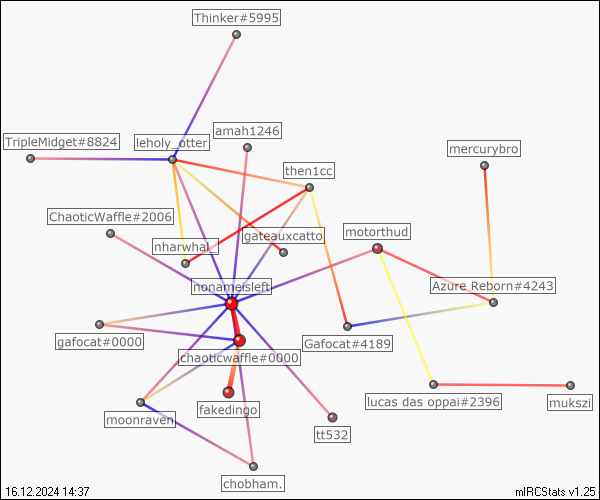 Thinker#5995
TripleMidget#8824
leholy_otter
amah1246
mercurybro
then1cc
ChaoticWaffle#2006
nharwhal_
gateauxcatto
motorthud
nonameisleft
Azure Reborn#4243
gafocat#0000
Gafocat#4189
chaoticwaffle#0000
moonraven
fakedingo
lucas das oppai#2396
mukszi
tt532
chobham.
16.12.2024 14:37
mIRCStats v1.25